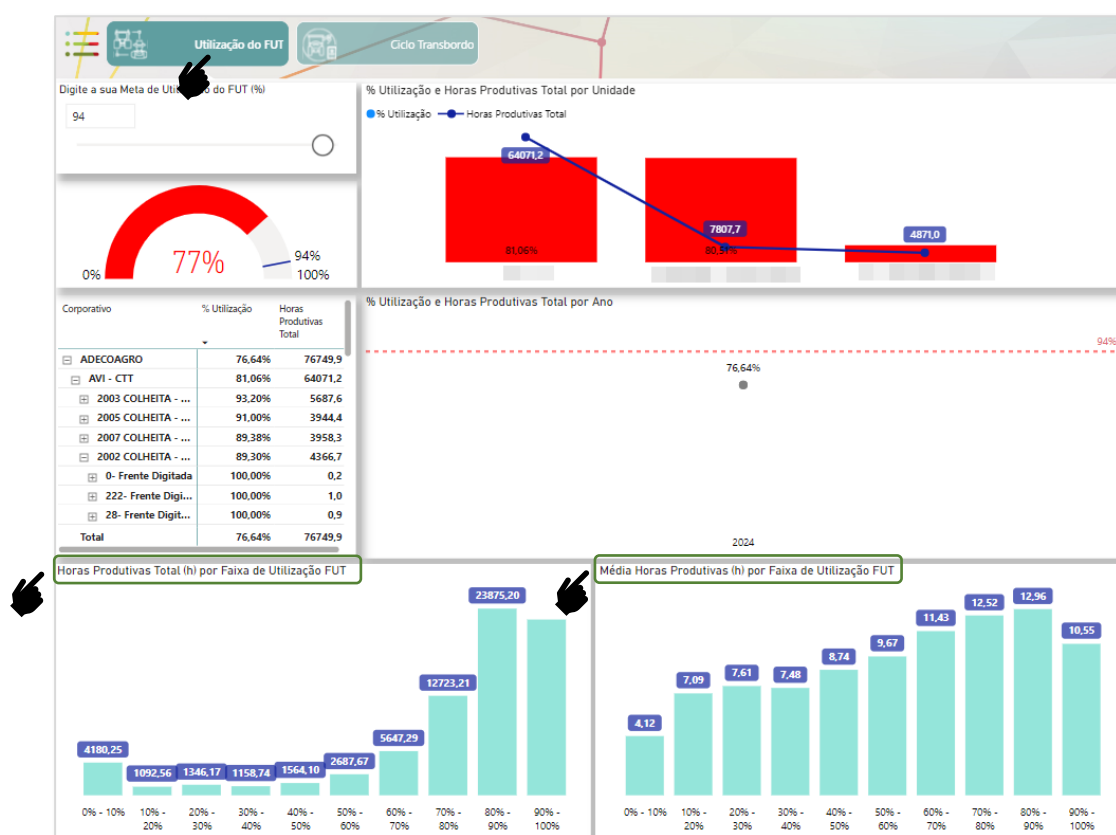 Utilização do FUT
Ciclo Transbordo
Digite a sua Meta de Utilização do FUT (%)
94
% Utilização e Horas Produtivas Total por Unidade
% Utilização Horas Produtivas Total
64071,2
7807,7
4871,0
81,06%
80,51%
77%
0%
94%
100%
Corporativo % Utilização Horas
Produtivas
Total
ADECOAGRO 76,64% 76749,9
AVI - CTT 81,06% 64071,2
2003 COLHEITA - ... 93,20% 5687,6
2005 COLHEITA - ... 91,00% 3944,4
2007 COLHEITA - ... 89,38% 3958,3
2002 COLHEITA - ... 89,30% 4366,7
0- Frente Digitada 100,00% 0,2
222- Frente Digi... 100,00% 1,0
28- Frente Digit... 100,00% 0,9
Total 76,64% 76749,9
% Utilização e Horas Produtivas Total por Ano
94%
76,64%
2024
Horas Produtivas Total (h) por Faixa de Utilização FUT
4180,25 1092,56 1346,17 1158,74 1564,10 2687,67 5647,29 12723,21 23875,20
0% - 10% 10% - 20% - 30% - 40% - 50% - 60% - 70% - 80% - 90% -
20% 30% 40% 50% 60% 70% 80% 90% 100%
Média Horas Produtivas (h) por Faixa de Utilização FUT
4,12 7,09 7,61 7,48 8,74 9,67 11,43 12,52 12,96 10,55
0% - 10% 10% - 20% - 30% - 40% - 50% - 60% - 70% - 80% - 90% -
20% 30% 40% 50% 60% 70% 80% 90% 100%